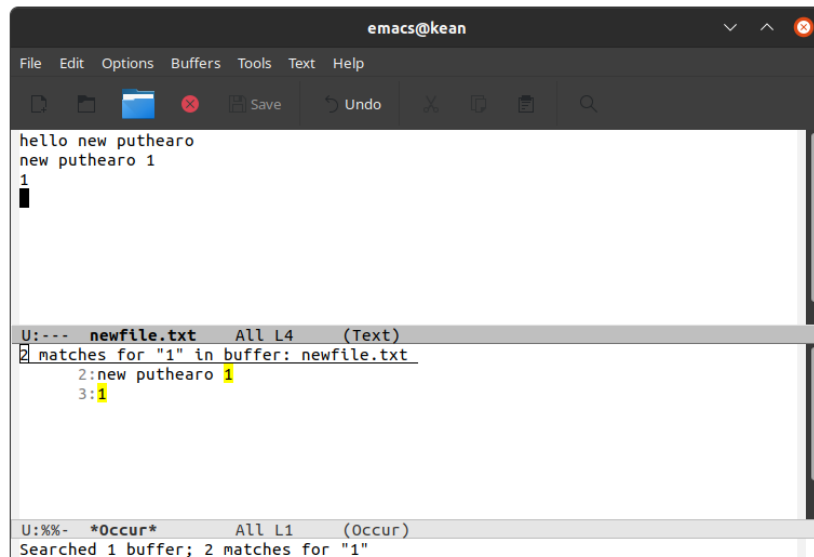 emacs@kean
File Edit Options Buffers Tools Text Help
Save Undo
hello new puthearo
new puthearo 1
1
U:--- newfile.txt All L4 (Text)
2 matches for "1" in buffer: newfile.txt
2:new puthearo 1
3:1
U:%%- *Occur* All L1 (Occur)
Searched 1 buffer; 2 matches for "1"